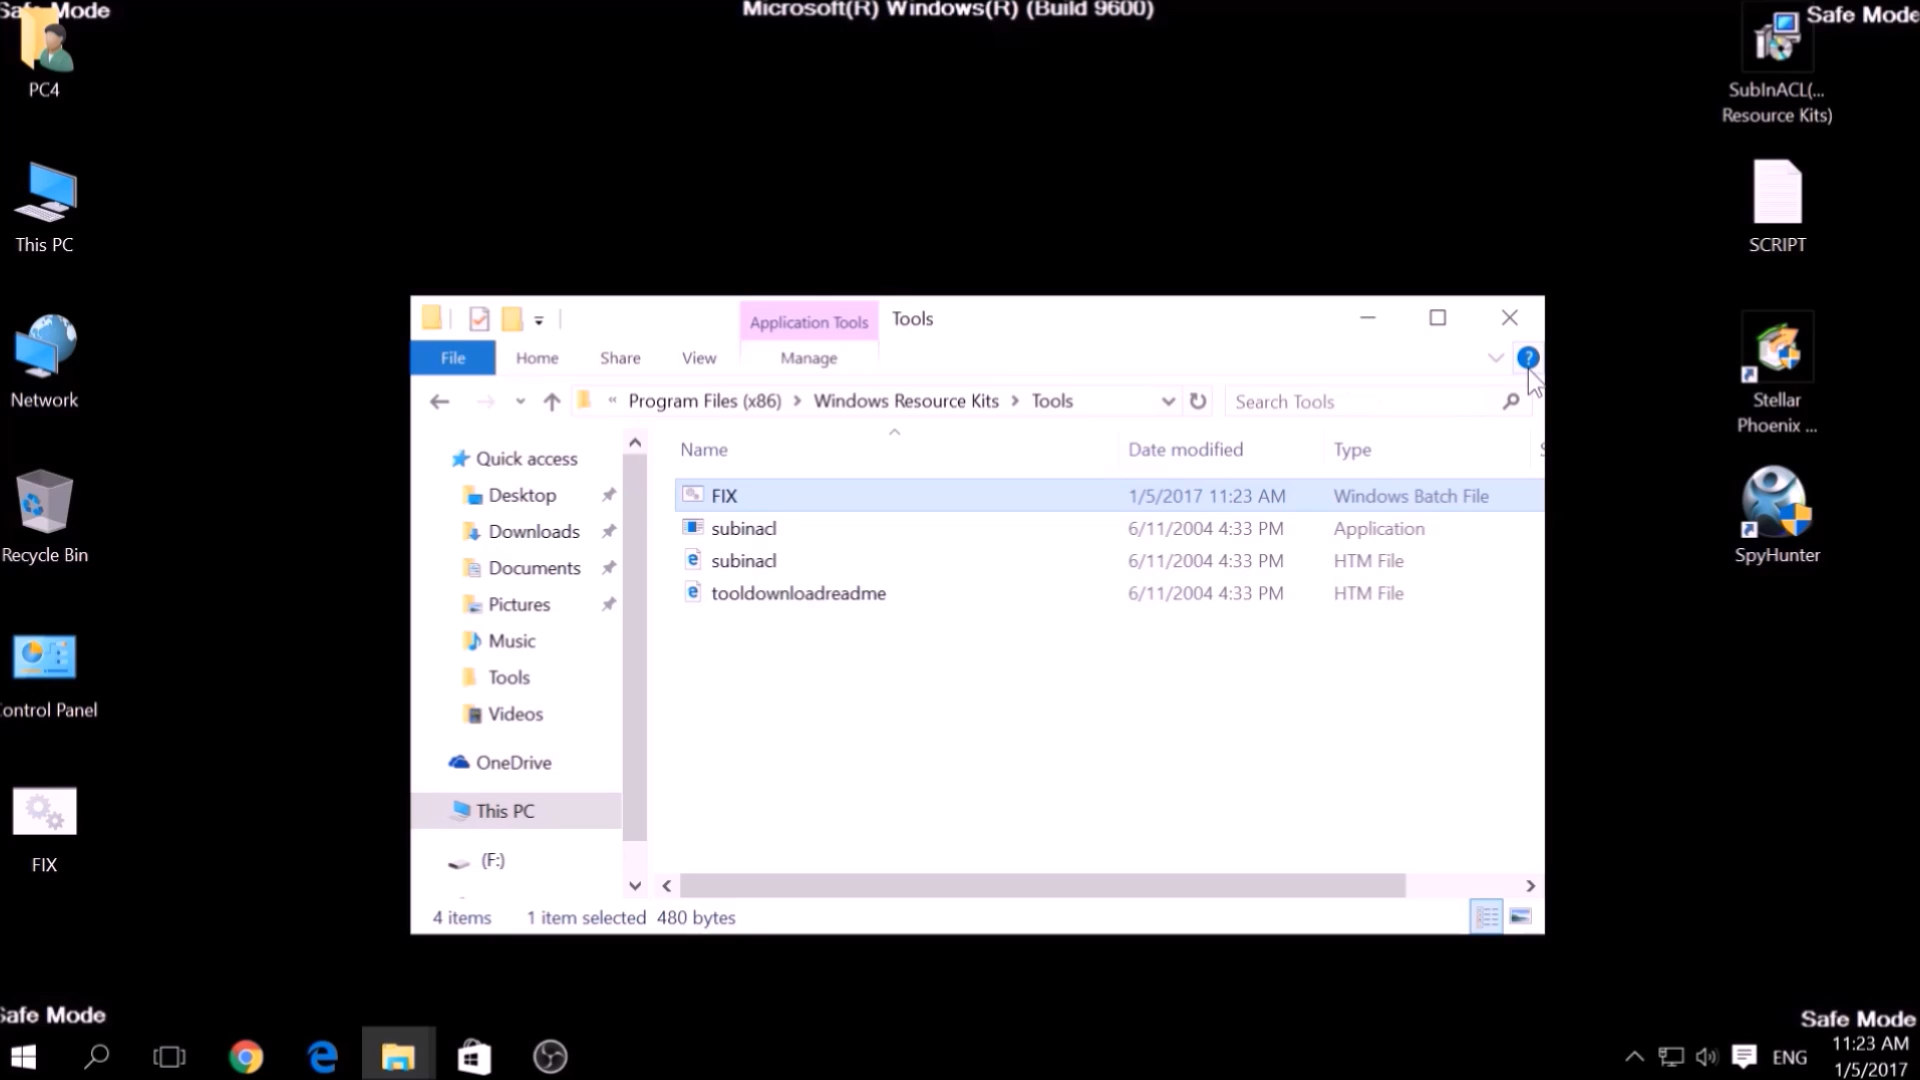 Safe Mode
Microsoft(R) Windows(R) (Build 9600)
Safe Mode
PC4
This PC
Network
Recycle Bin
Control Panel
FIX
SubInACL(...
Resource Kits)
SCRIPT
Stellar
Phoenix ...
SpyHunter
Application Tools
Tools
File
Home
Share
View
Manage
« Program Files (x86) > Windows Resource Kits > Tools
Search Tools
Quick access
Desktop
Downloads
Documents
Pictures
Music
Tools
Videos
OneDrive
This PC
(F:)
Name Date modified Type S
FIX 1/5/2017 11:23 AM Windows Batch File
subinacl 6/11/2004 4:33 PM Application
subinacl 6/11/2004 4:33 PM HTM File
tooldownloadreadme 6/11/2004 4:33 PM HTM File
4 items 1 item selected 480 bytes
Safe Mode
Safe Mode
ENG
11:23 AM
1/5/2017